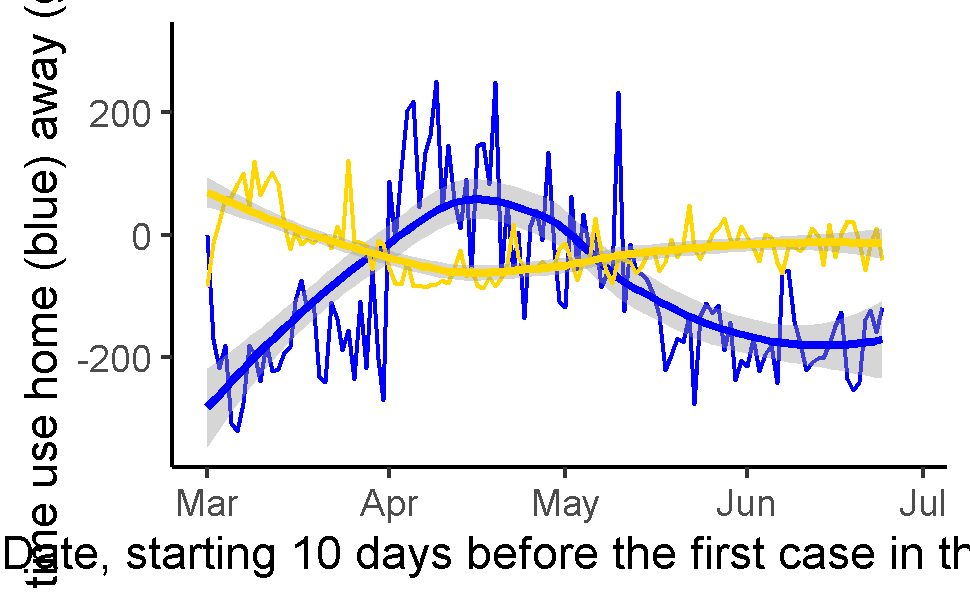 time use home (blue) away (
200
0
-200
Mar Apr May Jun Jul
Date, starting 10 days before the first case in th